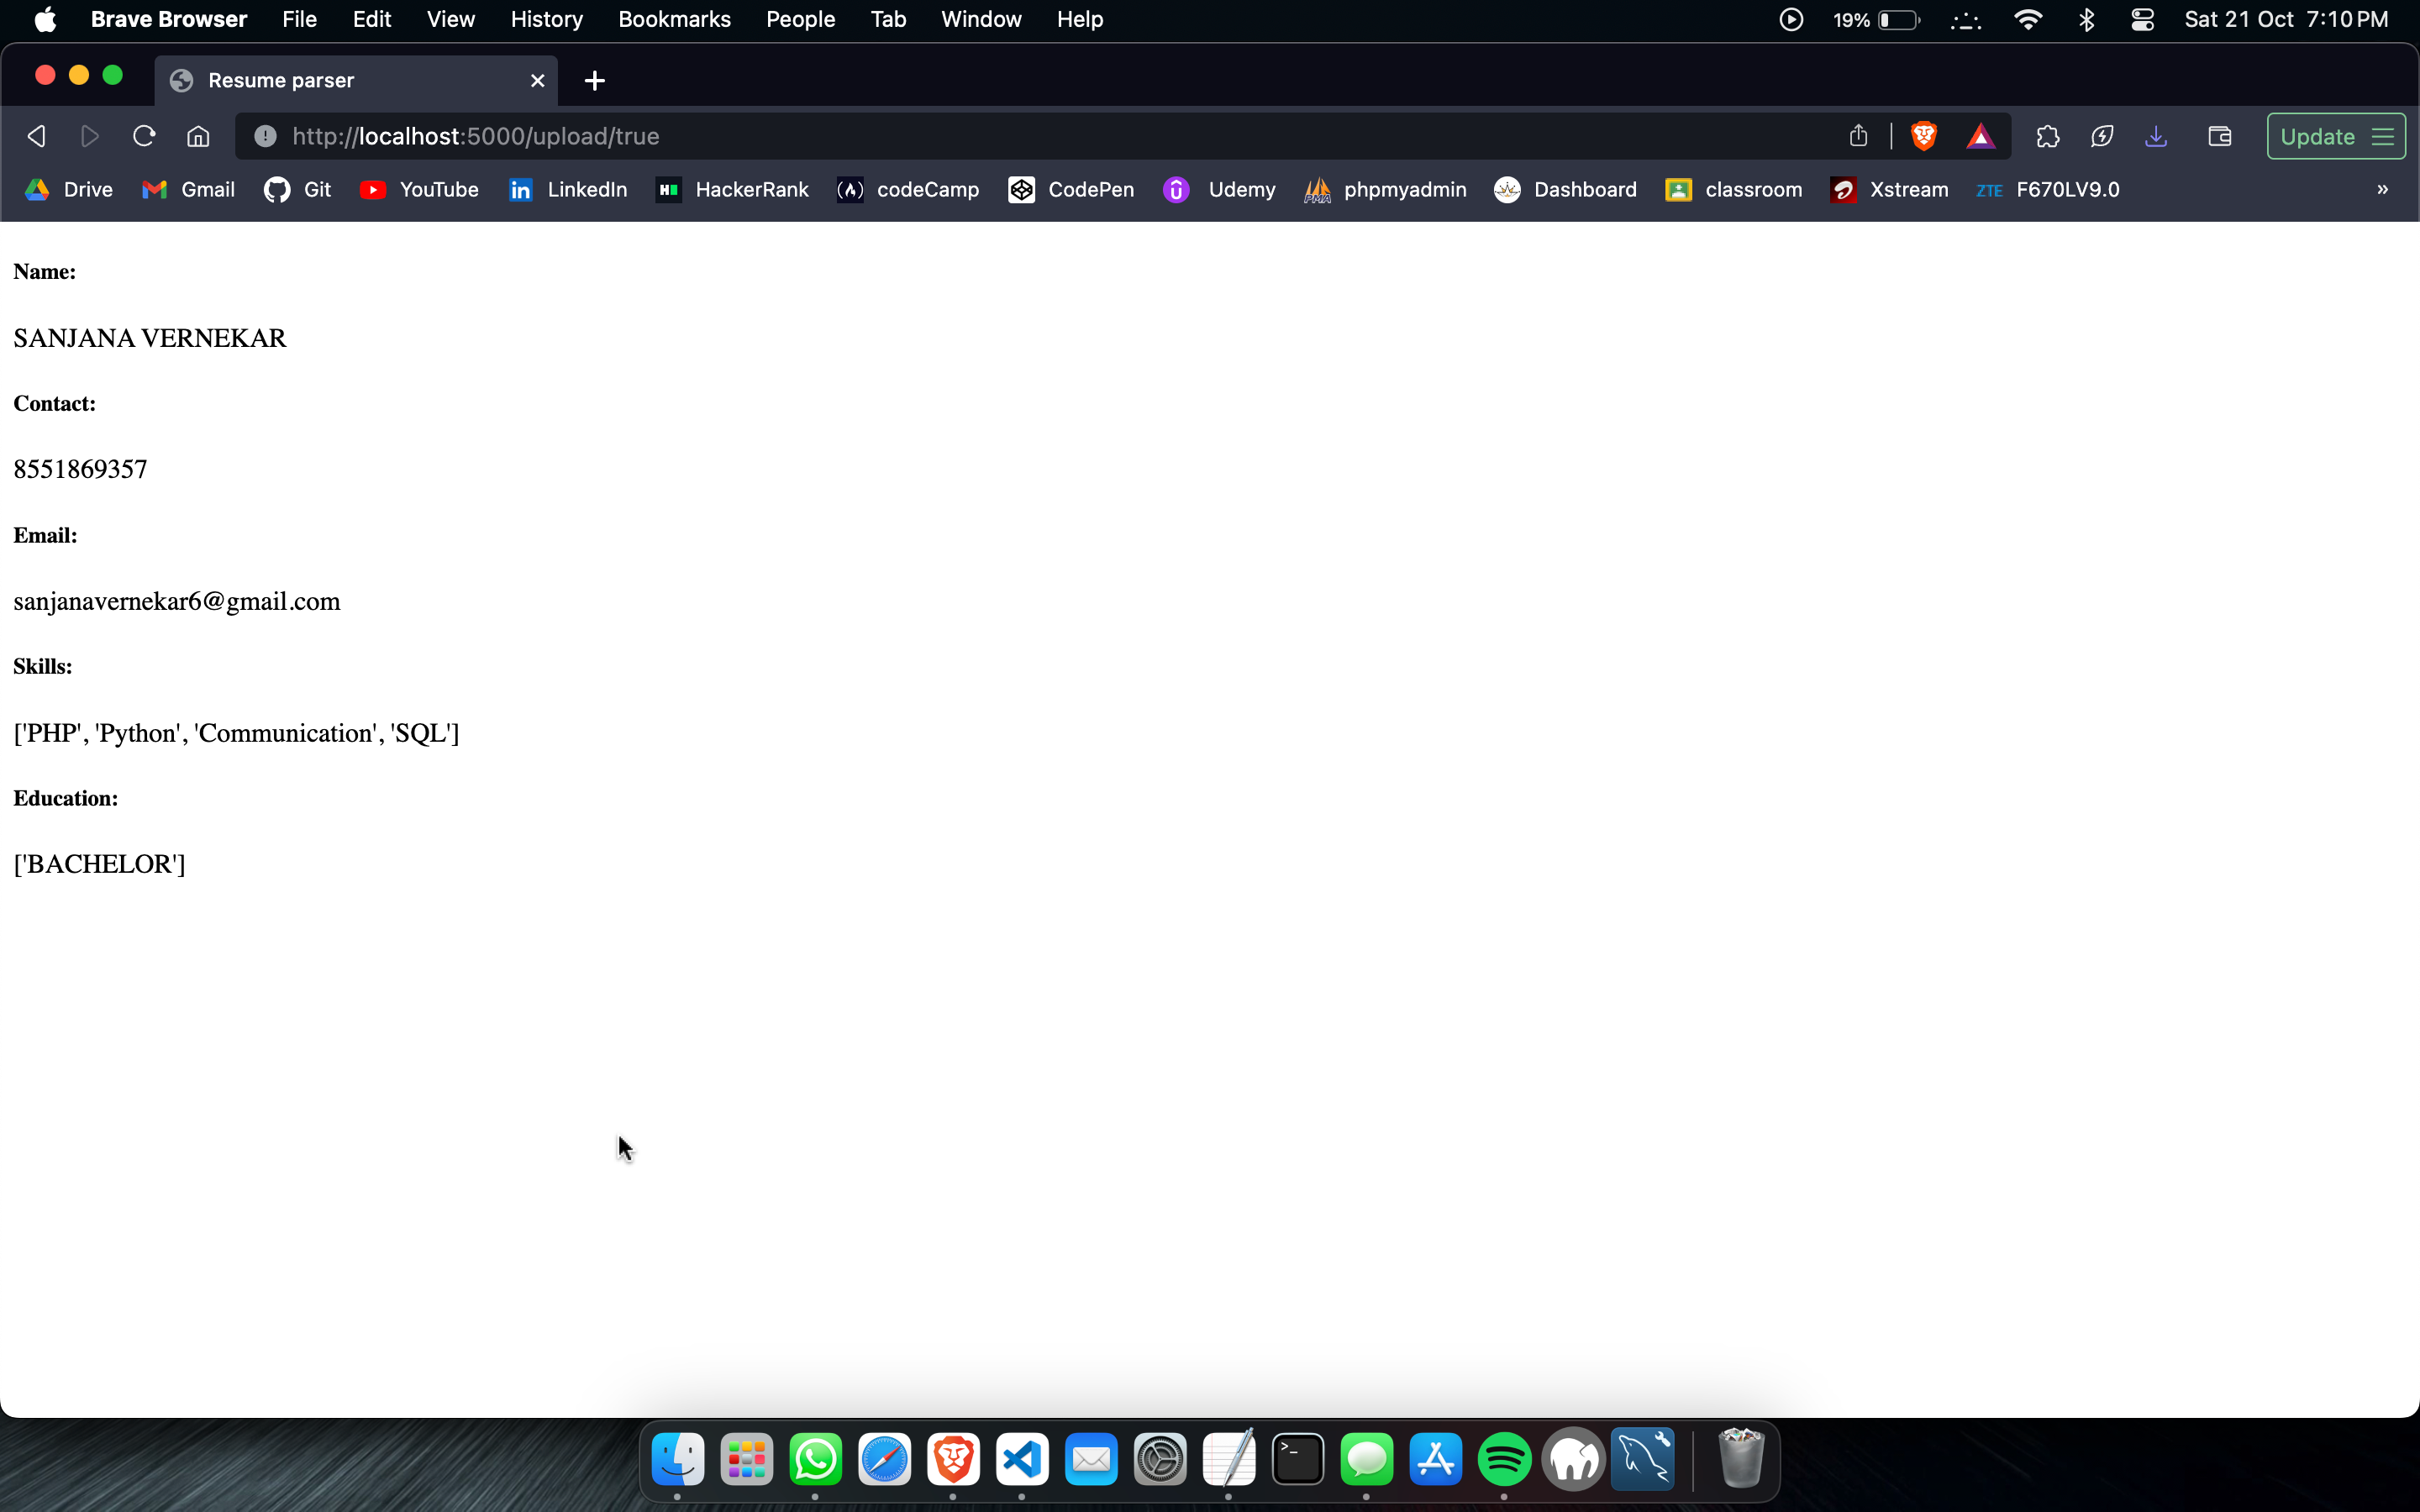 Brave Browser File Edit View History Bookmarks People Tab Window Help 19% Sat 21 Oct 7:10 PM
Resume parser
http://localhost:5000/upload/true Update
Drive Gmail Git YouTube in LinkedIn H HackerRank (A) codeCamp CodePen Udemy PMA phpmyadmin Dashboard classroom Xstream ZTE F670LV9.0 »
Name:
SANJANA VERNEKAR
Contact:
8551869357
Email:
sanjanavernekar6@gmail.com
Skills:
['PHP', 'Python', 'Communication', 'SQL']
Education:
['BACHELOR']
>_